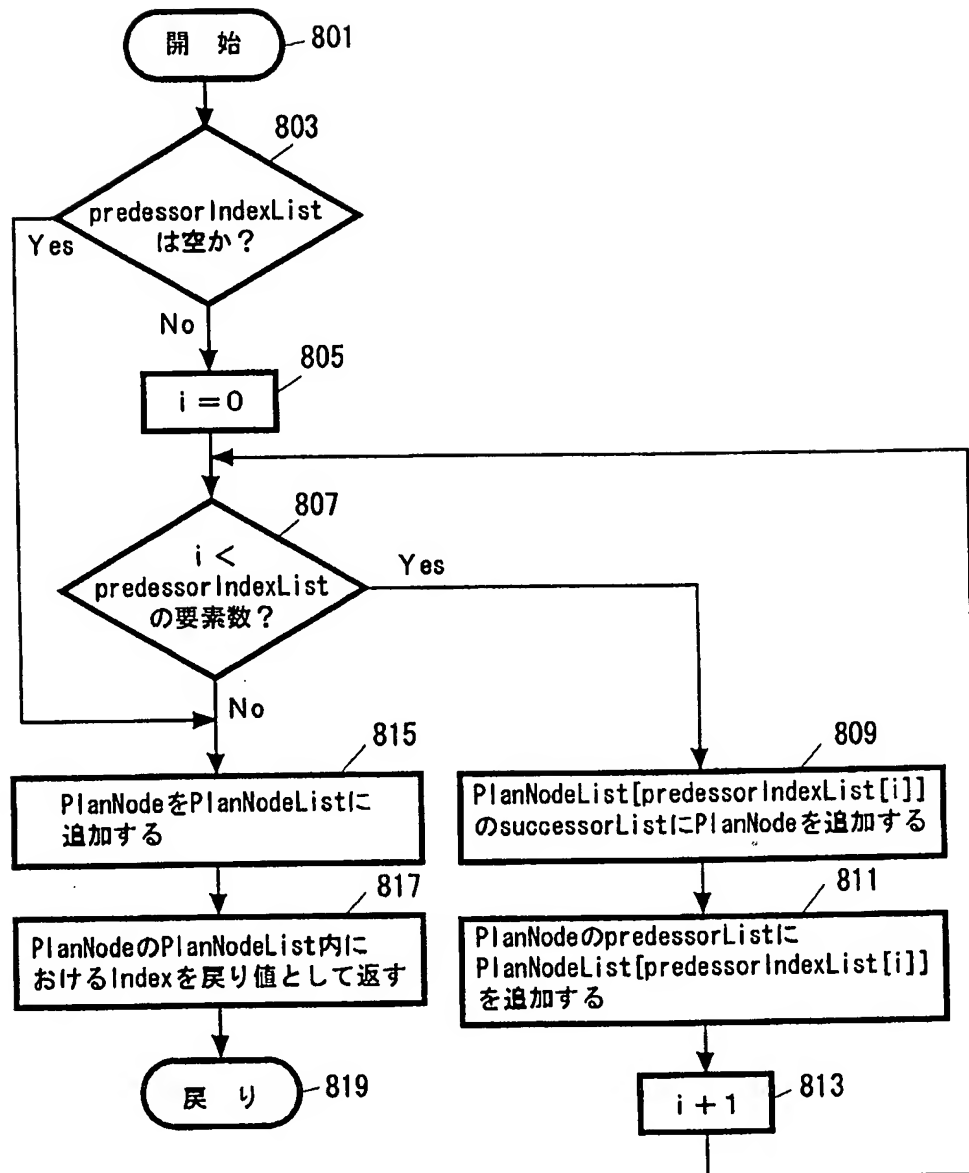 開 始
801
803
predessorIndexList
は空か？
Yes
No
805
i＝0
807
i＜
predessorIndexList
の要素数？
Yes
No
815
PlanNodeをPlanNodeListに
追加する
817
PlanNodeのPlanNodeList内に
おけるIndexを戻り値として返す
戻 り
819
809
PlanNodeList[predessorIndexList[i]]
のsuccessorListにPlanNodeを追加する
811
PlanNodeのpredessorListに
PlanNodeList[predessorIndexList[i]]
を追加する
813
i＋1